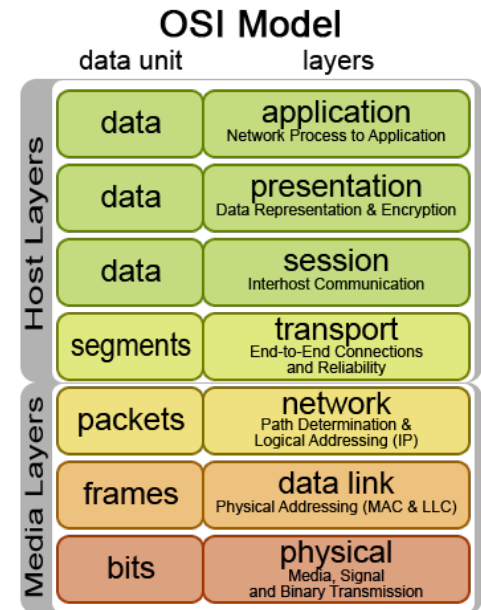 OSI Model
data unit layers
Host Layers
data
application
Network Process to Application
data
presentation
Data Representation & Encryption
data
session
Interhost Communication
segments
transport
End-to-End Connections
and Reliability
Media Layers
packets
network
Path Determination &
Logical Addressing (IP)
frames
data link
Physical Addressing (MAC & LLC)
bits
physical
Media, Signal
and Binary Transmission